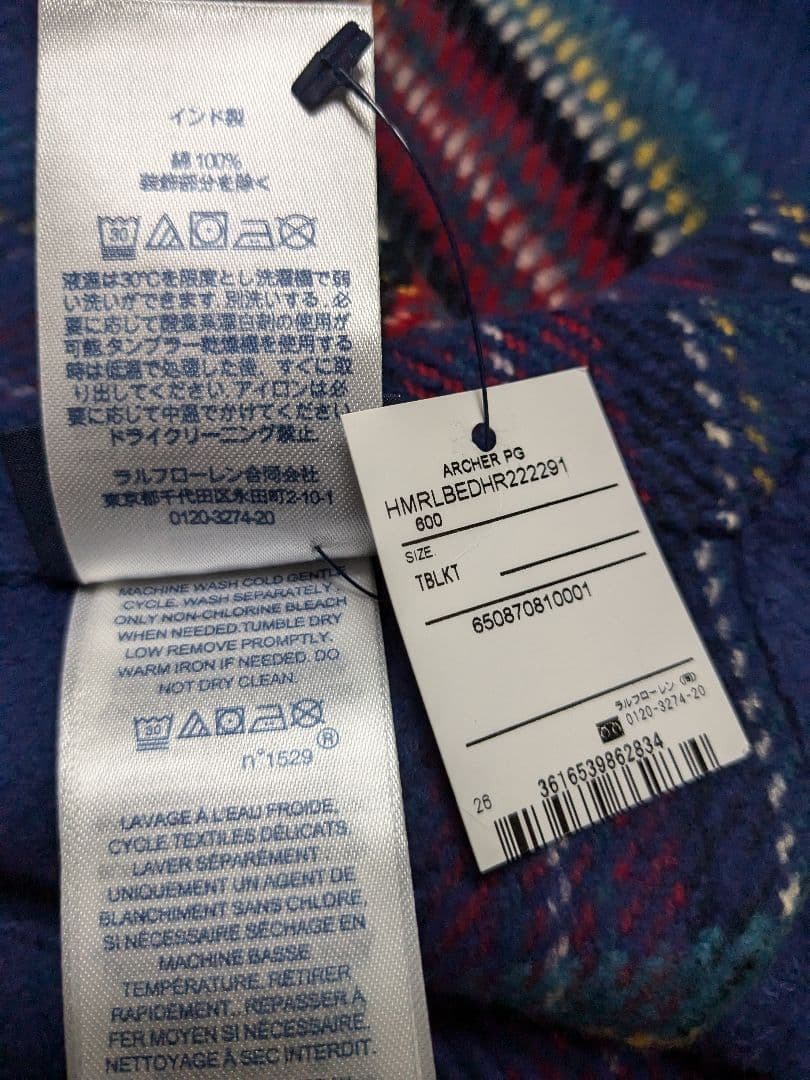 インド製
綿 100%
装飾部分を除く
30
液温は30℃を限度とし洗濯機で弱
い洗いができます.別洗いする.必
要に応じて酸素系漂白剤の使用が
可能.タンブラー乾燥機を使用する
時は低温で処理した後、すぐに取
り出してください.アイロンは必
要に応じて中温でかけてください
ドライクリーニング禁止.
ラルフローレン合同会社
東京都千代田区永田町2-10-1
0120-3274-20
MACHINE WASH COLD GENTLE
CYCLE. WASH SEPARATELY.
ONLY NON-CHLORINE BLEACH
WHEN NEEDED.TUMBLE DRY
LOW REMOVE PROMPTLY.
WARM IRON IF NEEDED. DO
NOT DRY CLEAN.
30
n°1529 ®
LAVAGE À L'EAU FROIDE,
CYCLE TEXTILES DÉLICATS.
LAVER SÉPARÉMENT.
UNIQUEMENT UN AGENT DE
BLANCHIMENT SANS CHLORE,
SI NÉCESSAIRE SÉCHAGE EN
MACHINE BASSE
TEMPÉRATURE. RETIRER
RAPIDEMENT.. REPASSER À
FER MOYEN SI NÉCESSAIRE.
NETTOYAGE À SEC INTERDIT.
ARCHER PG
HMRLBEDHR222291
600
SIZE.
TBLKT
650870810001
ラルフローレン（同）
0120-3274-20
26
3616539862834